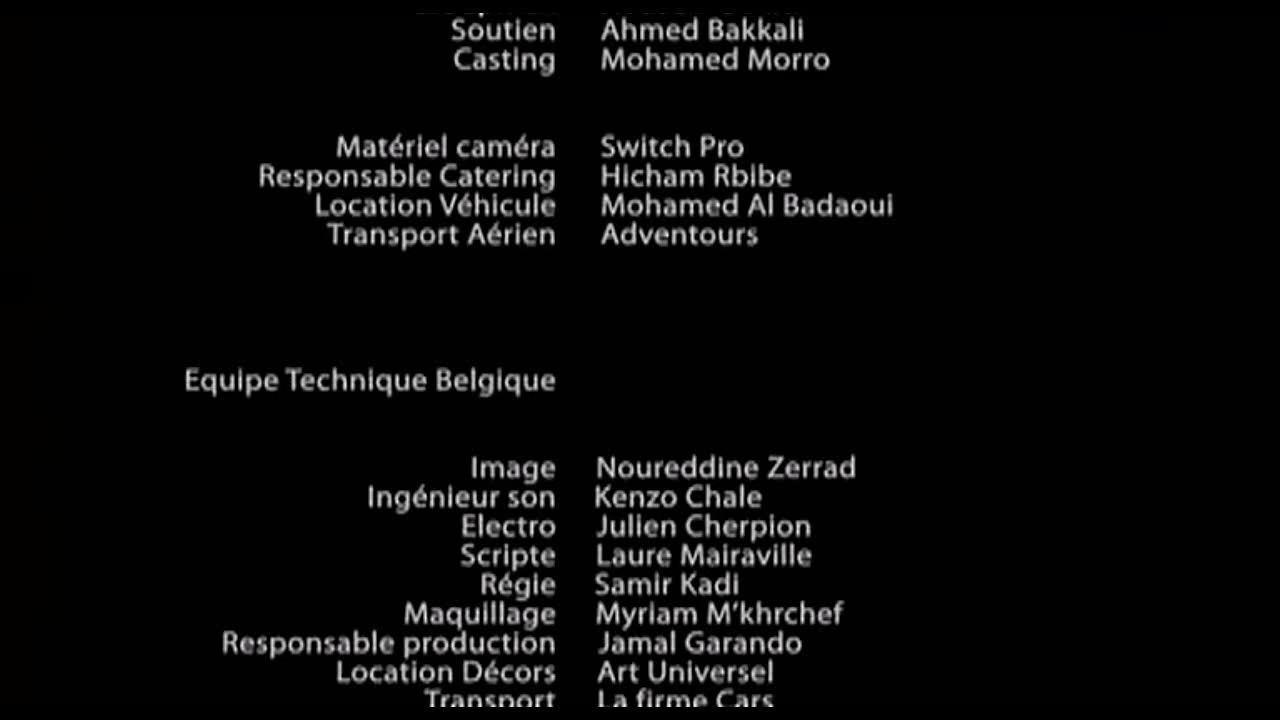 Soutien Ahmed Bakkali
Casting Mohamed Morro
Matériel caméra Switch Pro
Responsable Catering Hicham Rbibe
Location Véhicule Mohamed Al Badaoui
Transport Aérien Adventours
Equipe Technique Belgique
Image Noureddine Zerrad
Ingénieur son Kenzo Chale
Electro Julien Cherpion
Scripte Laure Mairaville
Régie Samir Kadi
Maquillage Myriam M'khrchef
Responsable production Jamal Garando
Location Décors Art Universel
Transport La firme Cars